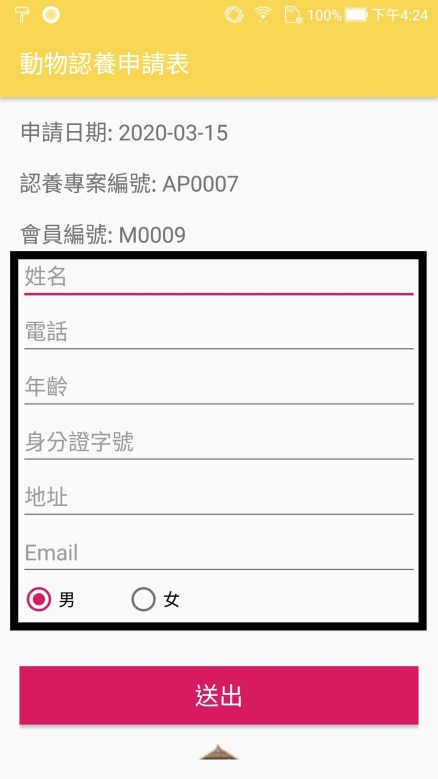 100% 下午4:24
動物認養申請表
申請日期: 2020-03-15
認養專案編號: AP0007
會員編號: M0009
姓名
電話
年齡
身分證字號
地址
Email
男 女
送出